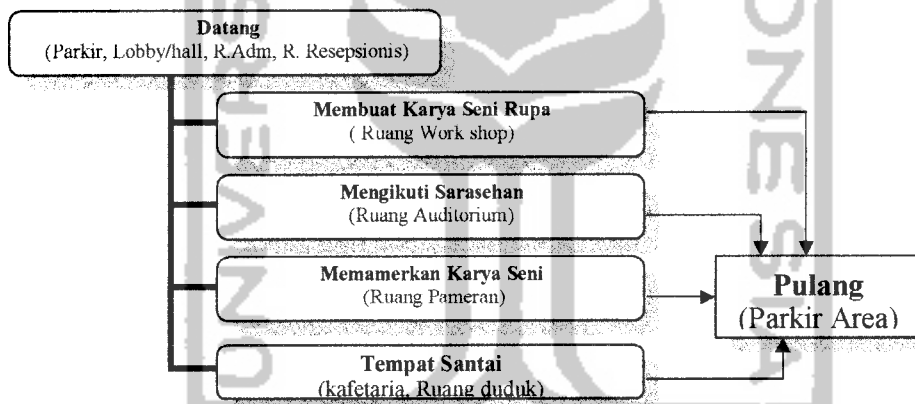 Datang
(Parkir, Lobby/hall, R.Adm, R. Resepsionis)
Membuat Karya Seni Rupa
( Ruang Work shop)
Mengikuti Sarasehan
(Ruang Auditorium)
Memamerkan Karya Seni
(Ruang Pameran)
Tempat Santai
(kafetaria, Ruang duduk)
Pulang
(Parkir Area)